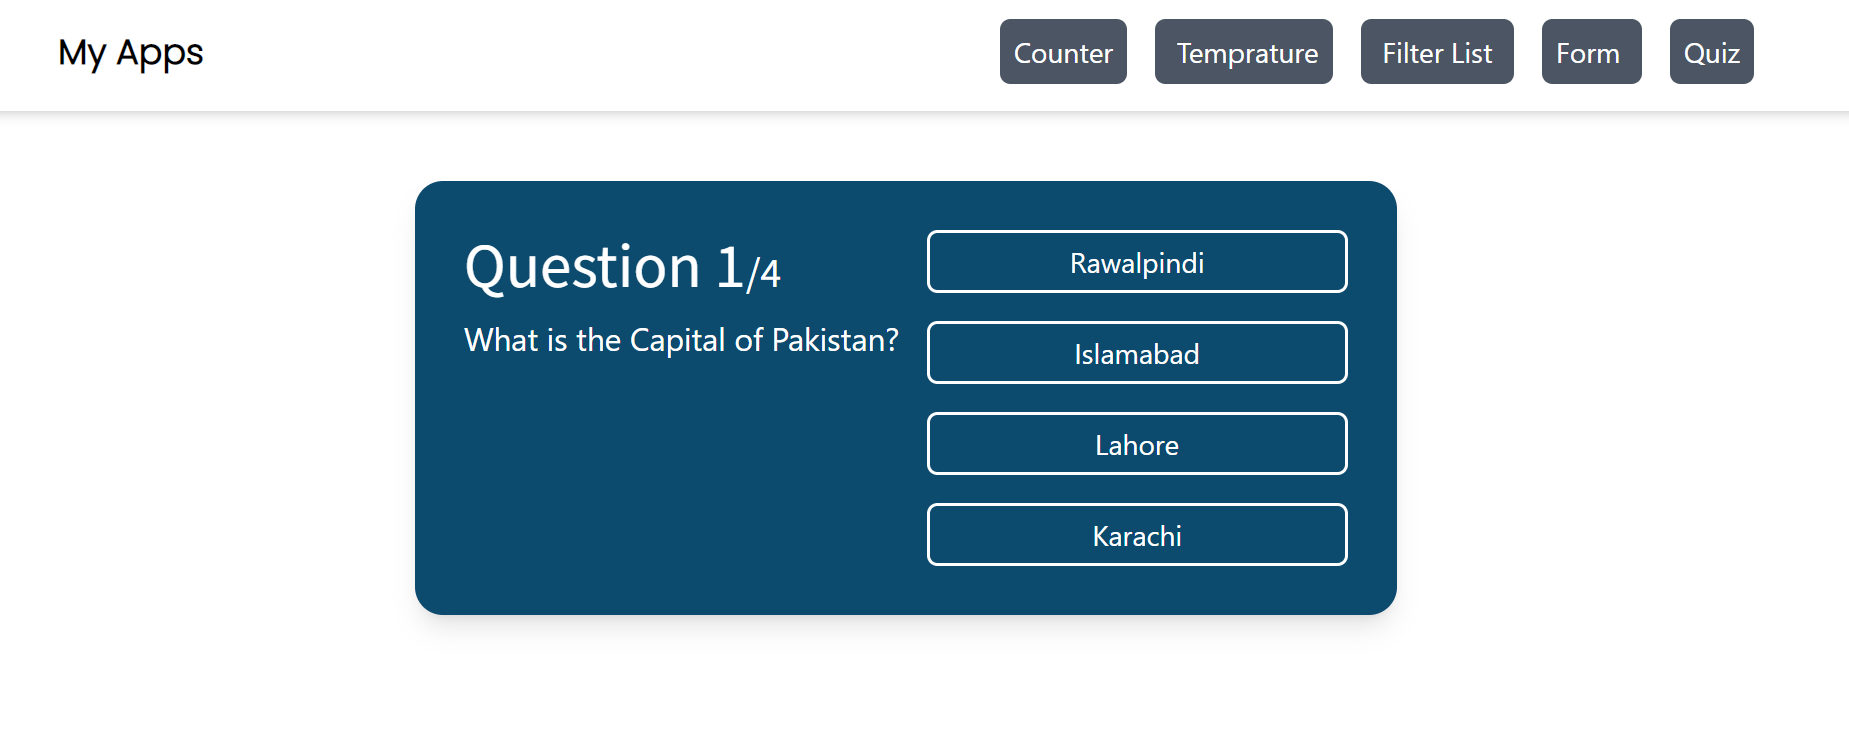 My Apps
Counter
Temprature
Filter List
Form
Quiz
Question 1/4
What is the Capital of Pakistan?
Rawalpindi
Islamabad
Lahore
Karachi